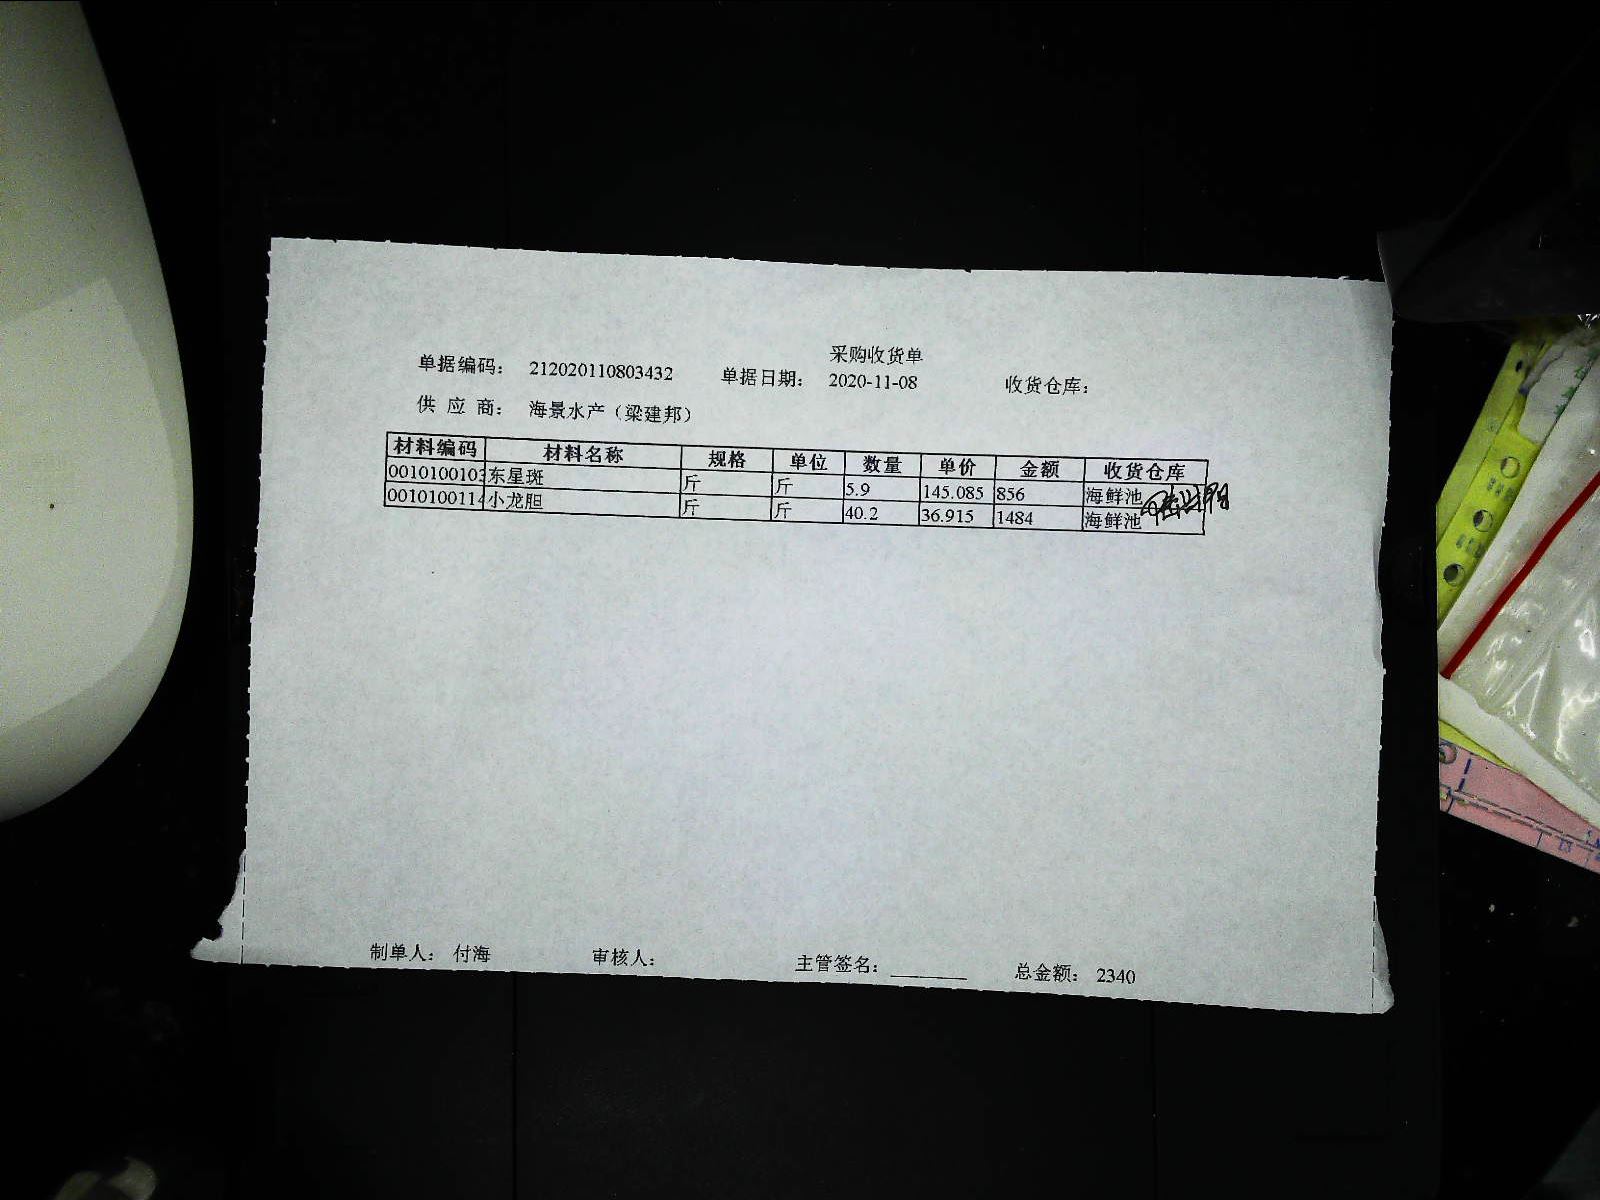 采购收货单
单据编码： 212020110803432 单据日期： 2020-11-08 收货仓库：
供 应 商： 海景水产（梁建邦）
材料编码 材料名称 规格 单位 数量 单价 金额 收货仓库
0010100103 东星斑 斤 斤 5.9 145.085 856 海鲜池
0010100114 小龙胆 斤 斤 40.2 36.915 1484 海鲜池
制单人： 付海 审核人： 主管签名： ________ 总金额： 2340